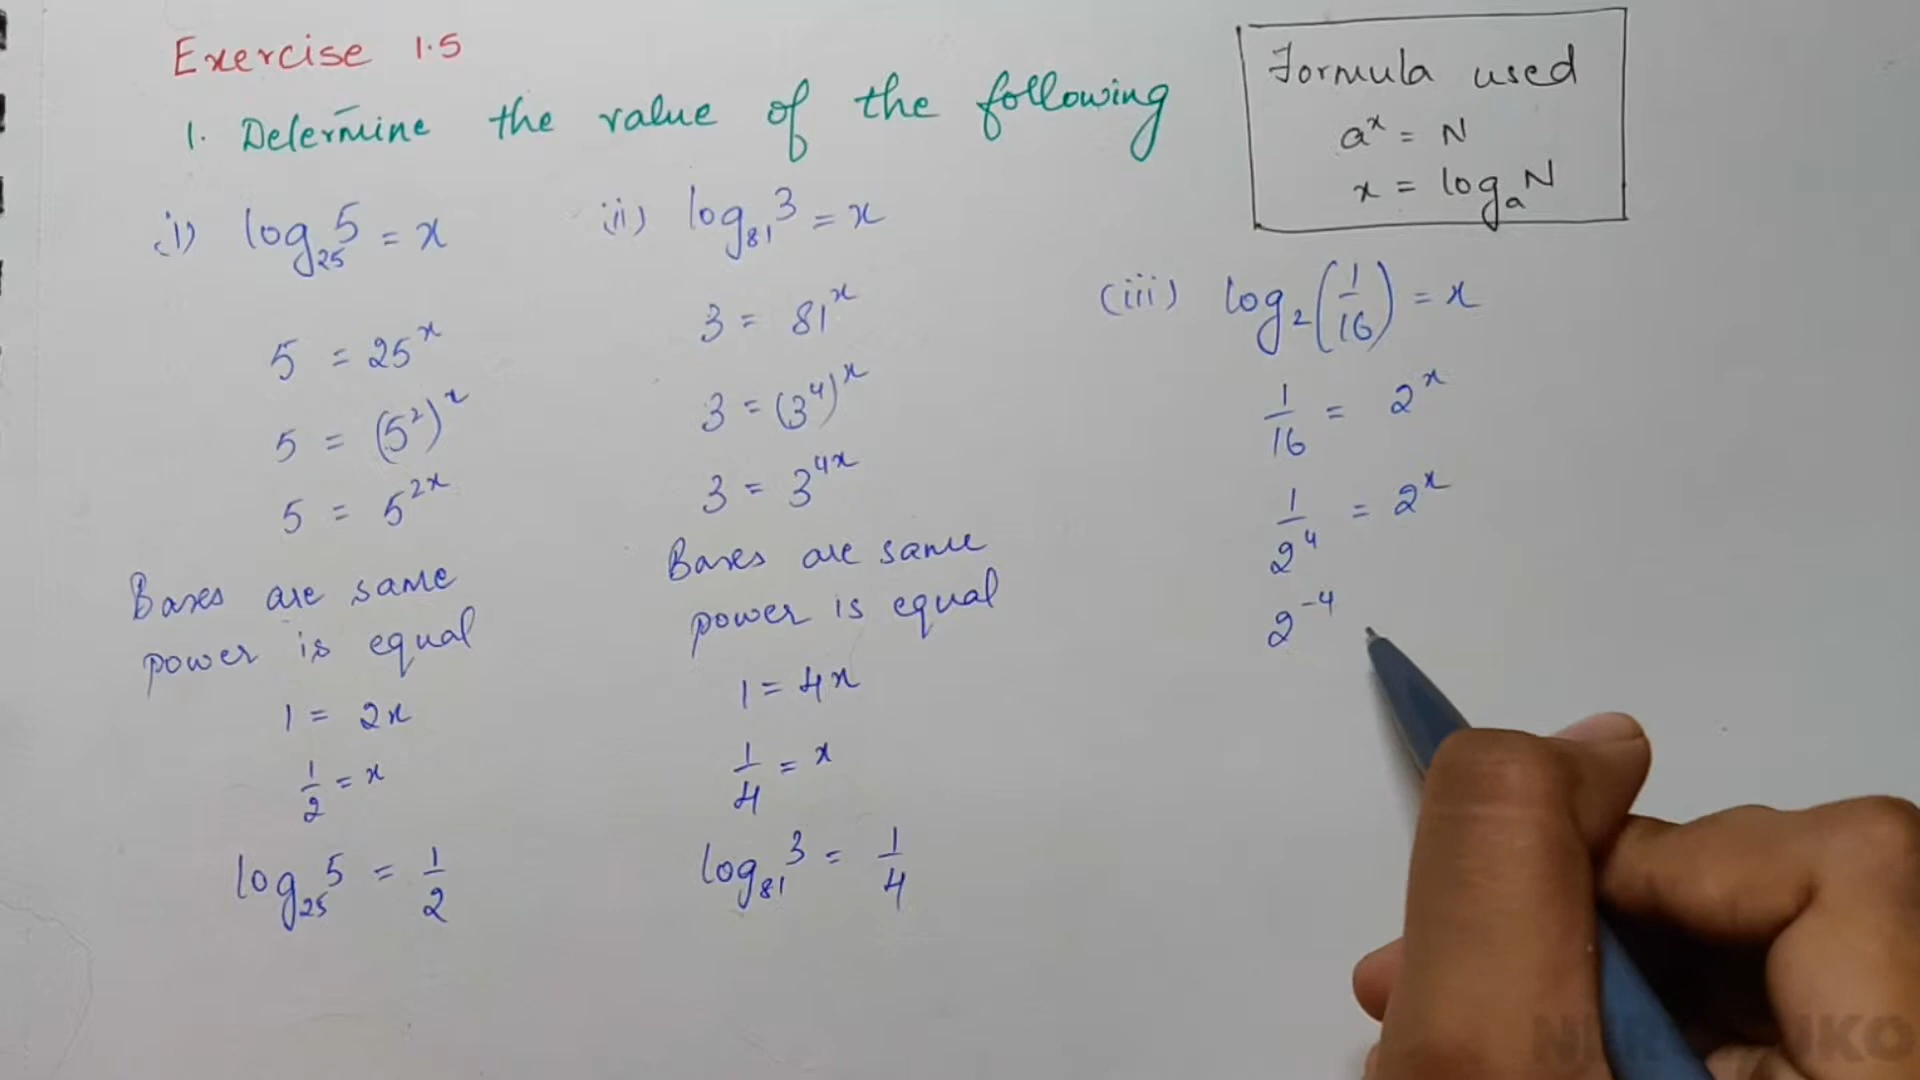 Exercise 1.5
1. Determine the value of the following
Formula used
a^x = N
x = log_a N
(i) log_25 5 = x
5 = 25^x
5 = (5^2)^x
5 = 5^2x
Bases are same
power is equal
1 = 2x
1/2 = x
log_25 5 = 1/2
(ii) log_81 3 = x
3 = 81^x
3 = (3^4)^x
3 = 3^4x
Bases are same
power is equal
1 = 4x
1/4 = x
log_81 3 = 1/4
(iii) log_2 (1/16) = x
1/16 = 2^x
1/2^4 = 2^x
2^-4